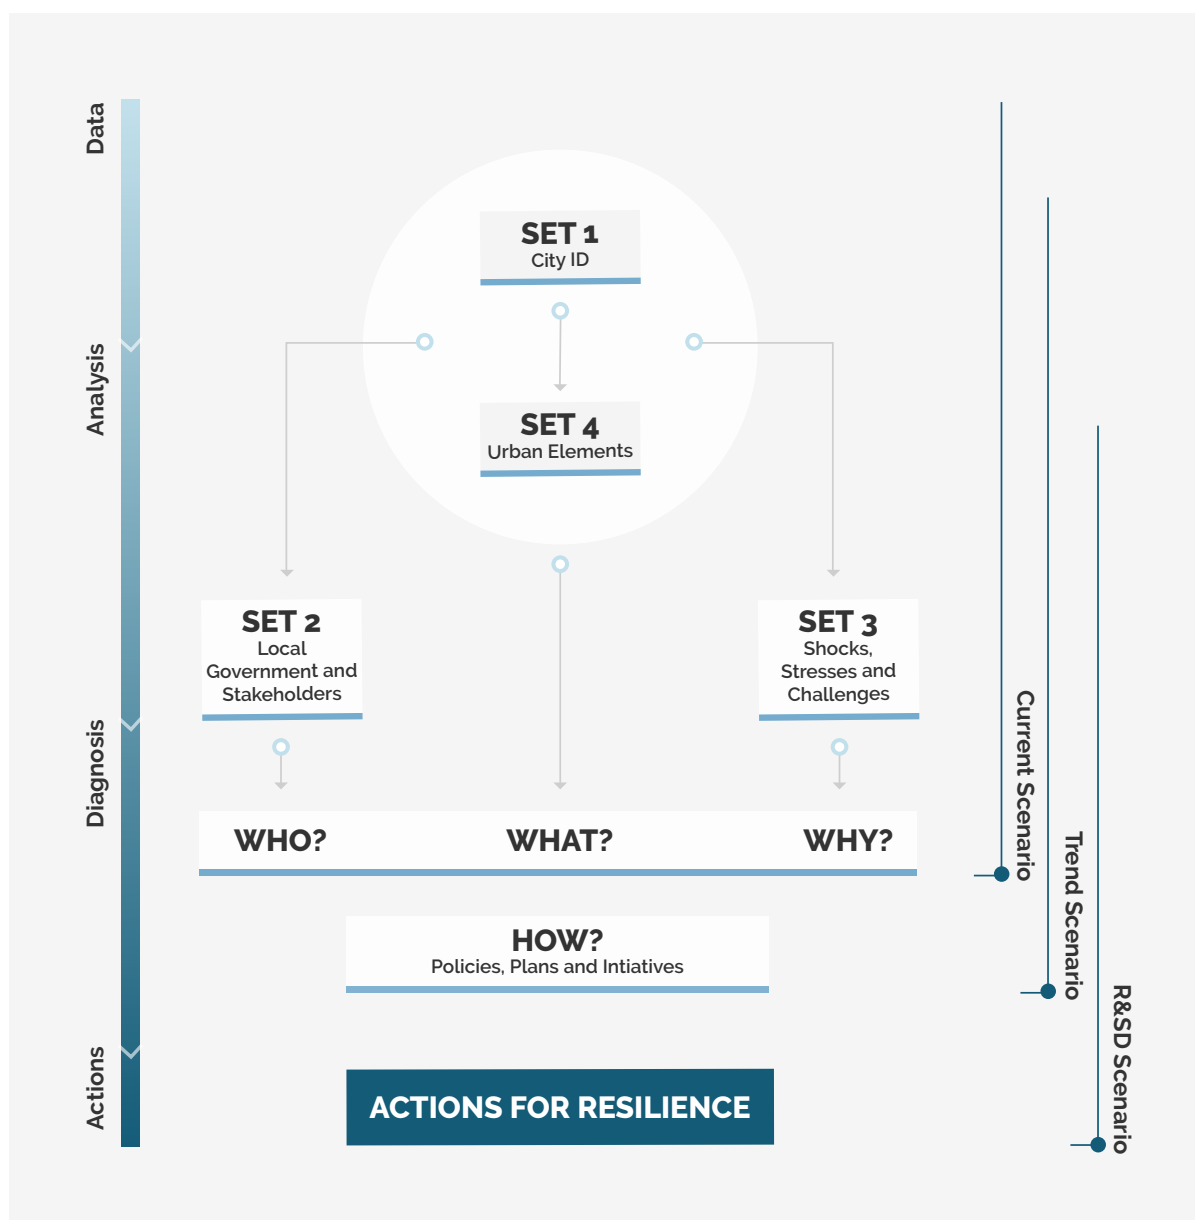 Data
Analysis
Diagnosis
Actions
SET 1
City ID
SET 4
Urban Elements
SET 2
Local
Government and
Stakeholders
SET 3
Shocks,
Stresses and
Challenges
WHO? WHAT? WHY?
HOW?
Policies, Plans and Intiatives
ACTIONS FOR RESILIENCE
Current Scenario
Trend Scenario
R&SD Scenario